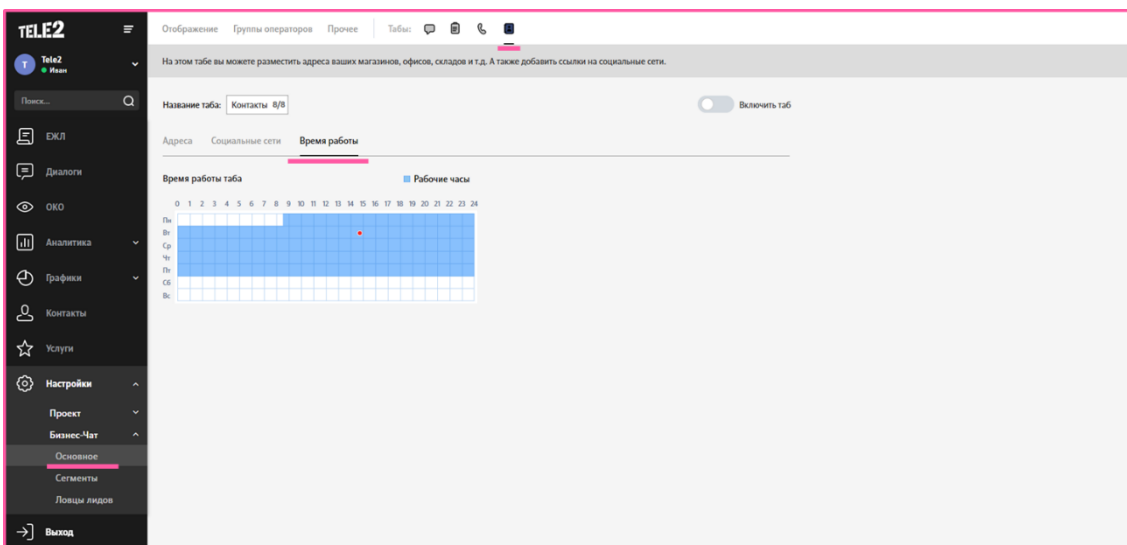 TELE2
Отображение Группы операторов Прочее Табы:
T Tele2
Иван
На этом табе вы можете разместить адреса ваших магазинов, офисов, складов и т.д. А также добавить ссылки на социальные сети.
Поиск...
Название таба: Контакты 8/8 Включить таб
ЕЖЛ
Адреса Социальные сети Время работы
Диалоги
Время работы таба Рабочие часы
ОКО
0 1 2 3 4 5 6 7 8 9 10 11 12 13 14 15 16 17 18 19 20 21 22 23 24
Пн
Вт
Ср
Чт
Пт
Сб
Вс
Аналитика
Графики
Контакты
Услуги
Настройки
Проект
Бизнес-Чат
Основное
Сегменты
Ловцы лидов
Выход